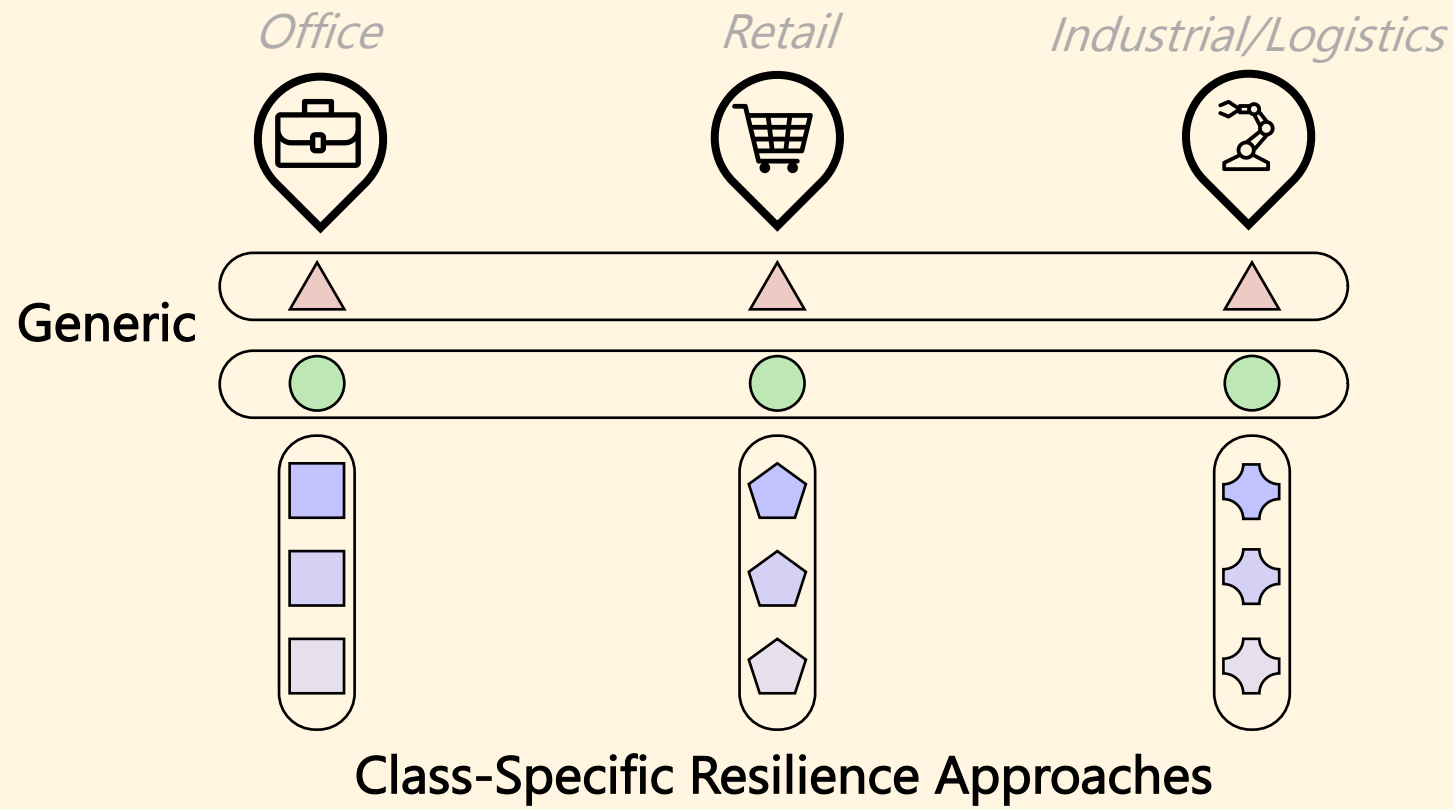 Office
Retail
Industrial/Logistics
Generic
Class-Specific Resilience Approaches